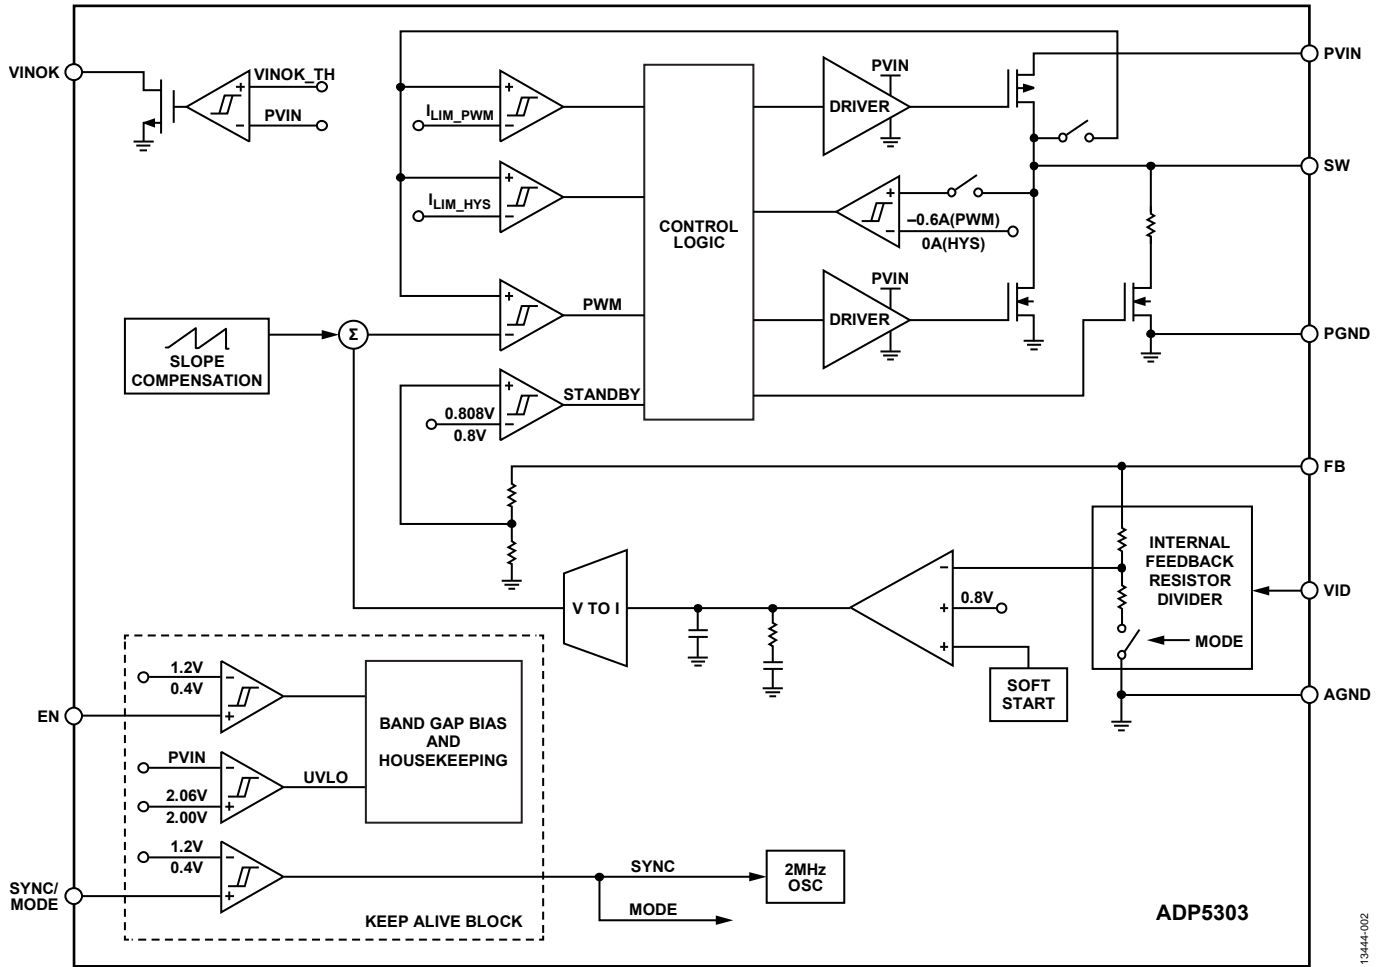 VINOK
VINOK_TH
PVIN
I_LIM_PWM
I_LIM_HYS
PWM
SLOPE
COMPENSATION
Σ
STANDBY
0.808V
0.8V
CONTROL
LOGIC
PVIN
DRIVER
–0.6A(PWM)
0A(HYS)
PVIN
DRIVER
PVIN
SW
PGND
FB
INTERNAL
FEEDBACK
RESISTOR
DIVIDER
MODE
VID
AGND
V TO I
0.8V
SOFT
START
1.2V
0.4V
EN
PVIN
2.06V
2.00V
UVLO
BAND GAP BIAS
AND
HOUSEKEEPING
1.2V
0.4V
SYNC/
MODE
KEEP ALIVE BLOCK
SYNC
MODE
2MHz
OSC
ADP5303
13444-002